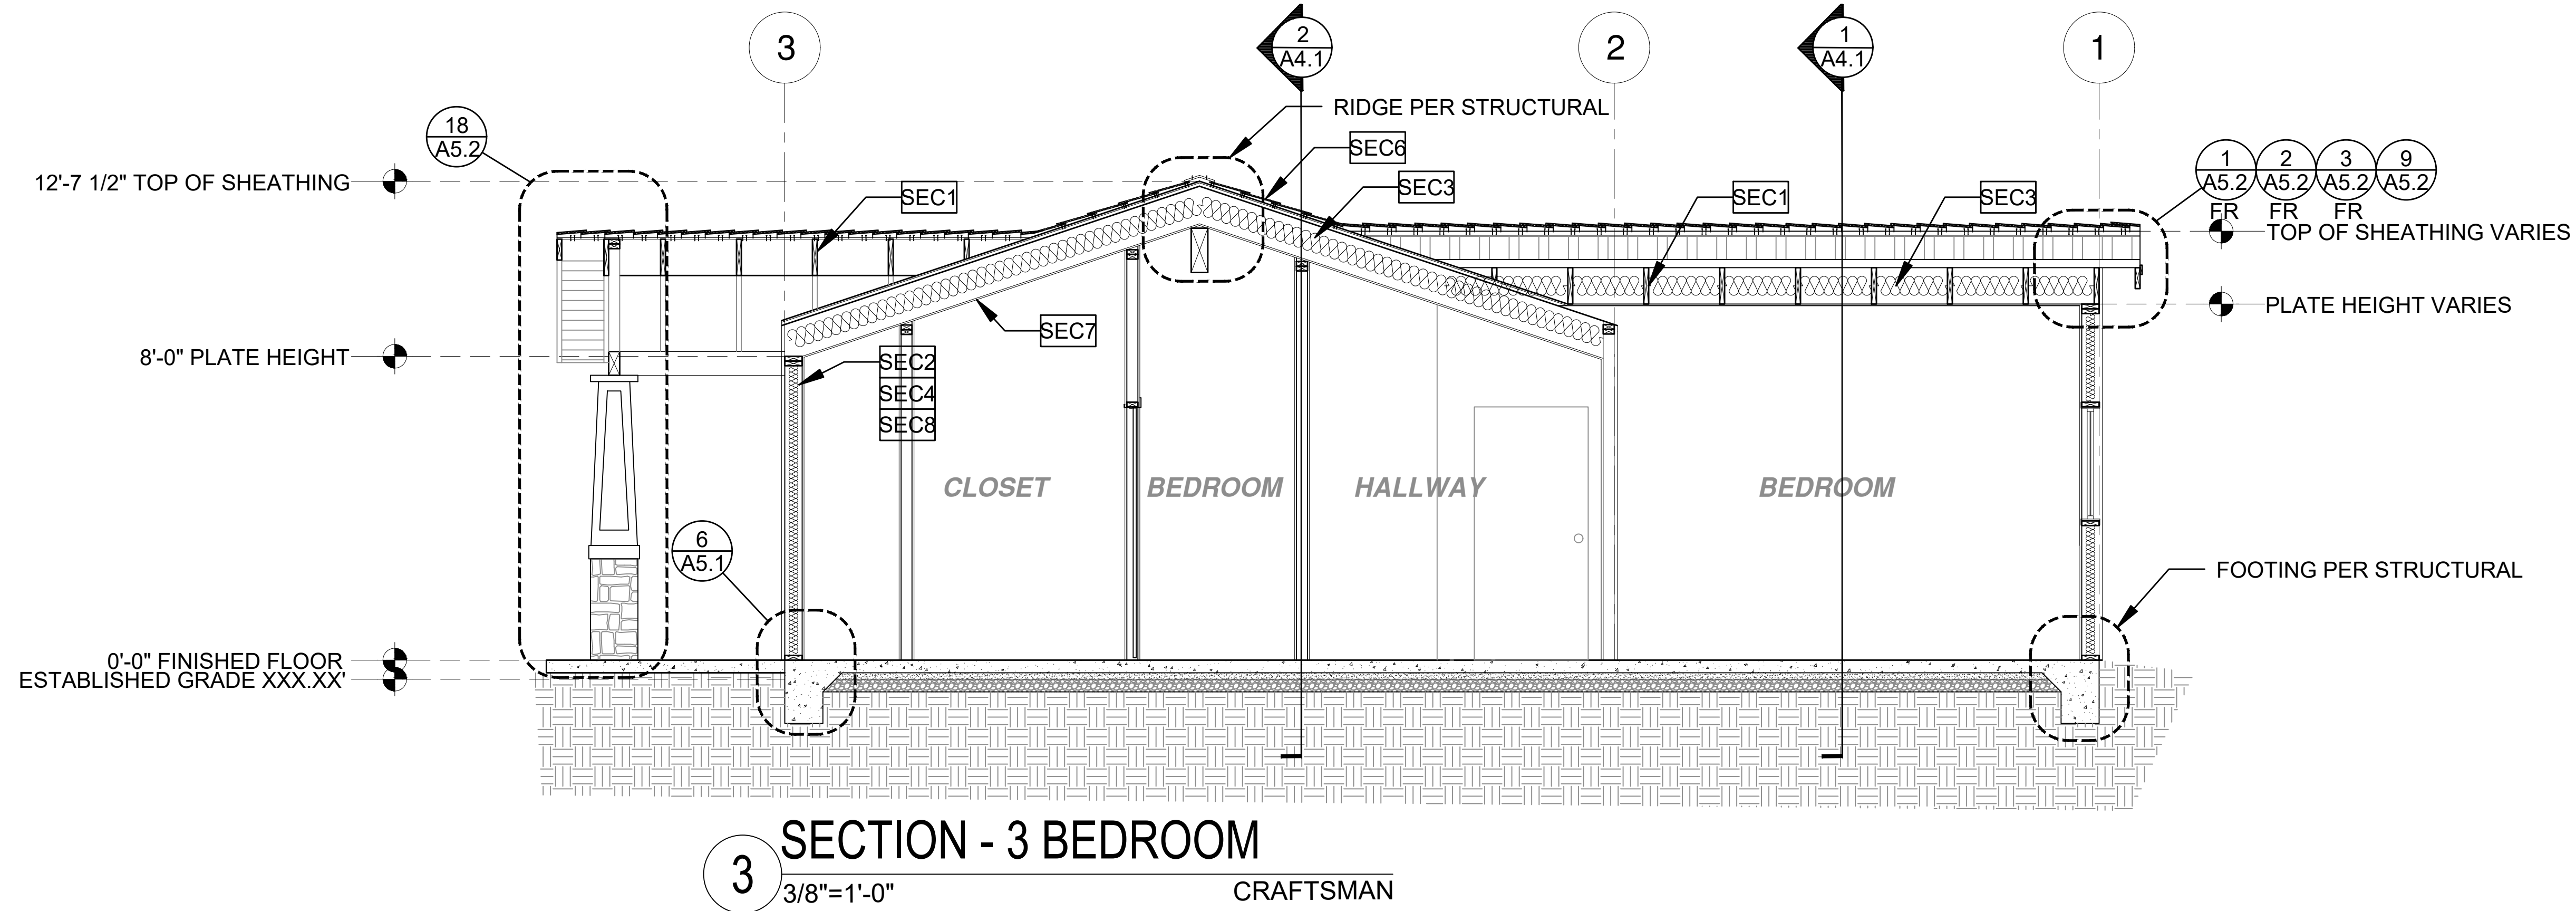 3
2
A4.1
2
1
A4.1
1
RIDGE PER STRUCTURAL
18
A5.2
SEC6
1
A5.2
FR
2
A5.2
FR
3
A5.2
FR
9
A5.2
12'-7 1/2" TOP OF SHEATHING
SEC1
SEC3
SEC1
SEC3
TOP OF SHEATHING VARIES
PLATE HEIGHT VARIES
SEC7
8'-0" PLATE HEIGHT
SEC2
SEC4
SEC8
CLOSET
BEDROOM
HALLWAY
BEDROOM
6
A5.1
FOOTING PER STRUCTURAL
0'-0" FINISHED FLOOR
ESTABLISHED GRADE XXX.XX'
3
SECTION - 3 BEDROOM
3/8"=1'-0"
CRAFTSMAN